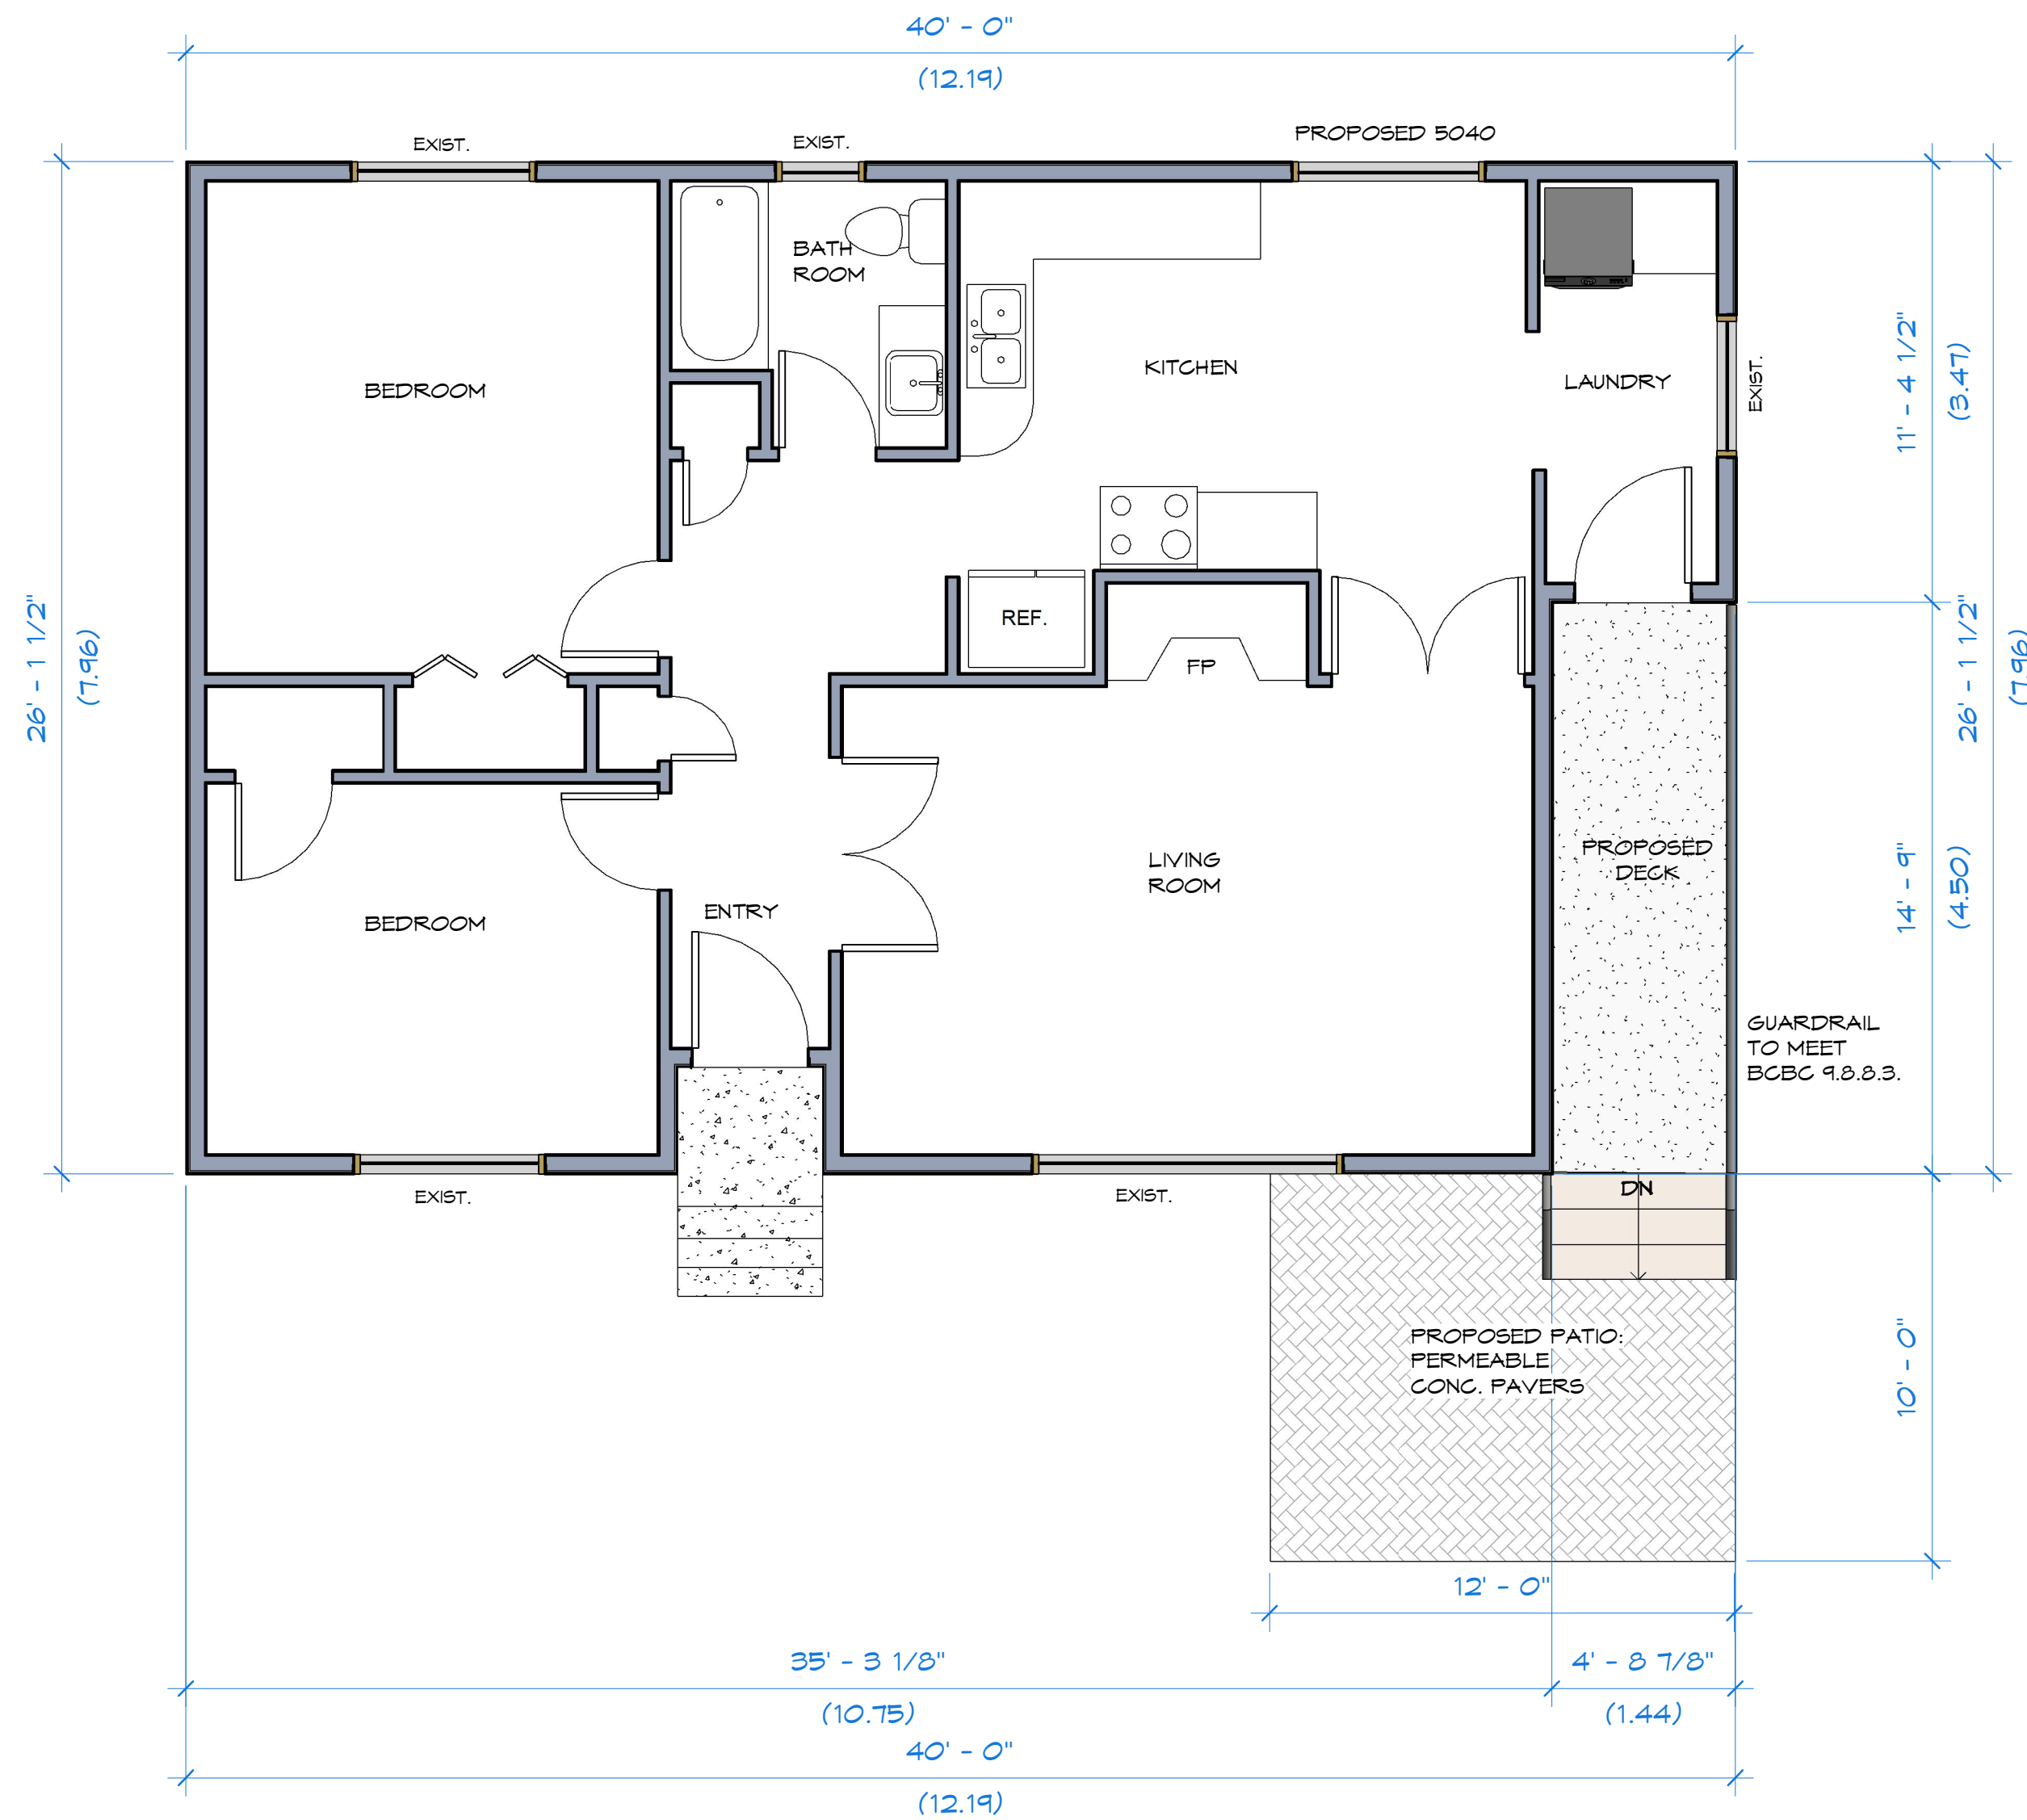 40' - 0"
(12.19)
EXIST.
EXIST.
PROPOSED 5040
BATH
ROOM
BEDROOM
KITCHEN
LAUNDRY
EXIST.
11' - 4 1/2"
(3.47)
REF.
FP
26' - 1 1/2"
(7.96)
26' - 1 1/2"
(7.96)
LIVING
ROOM
PROPOSED
DECK
14' - 9"
(4.50)
BEDROOM
ENTRY
GUARDRAIL
TO MEET
BCBC 9.8.8.3.
EXIST.
EXIST.
DN
PROPOSED PATIO:
PERMEABLE
CONC. PAVERS
10' - 0"
12' - 0"
35' - 3 1/8"
(10.75)
4' - 8 7/8"
(1.44)
40' - 0"
(12.19)